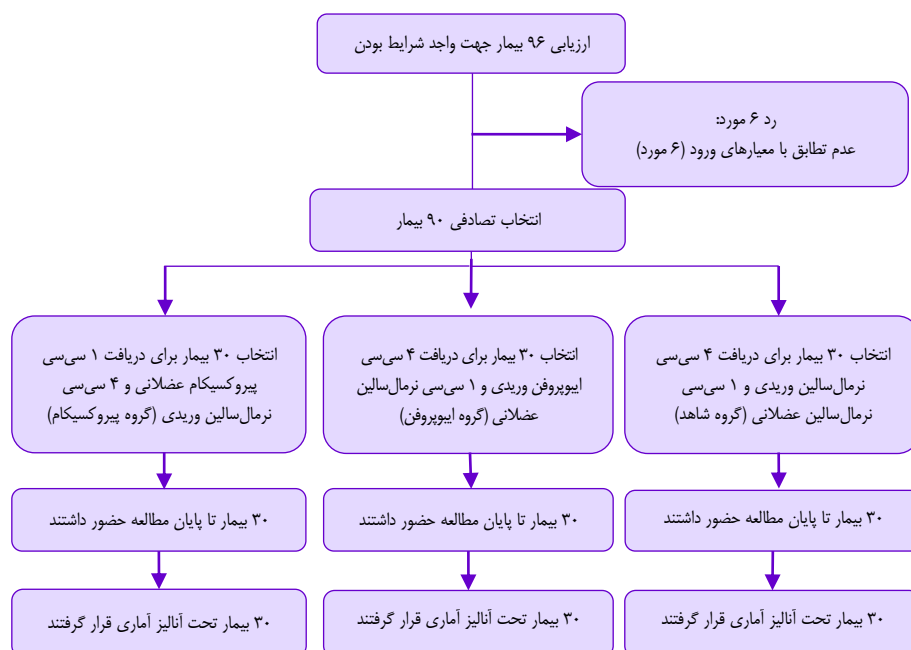 ارزیابی ۹۶ بیمار جهت واجد شرایط بودن
رد ۶ مورد:
عدم تطابق با معیارهای ورود (۶ مورد)
انتخاب تصادفی ۹۰ بیمار
انتخاب ۳۰ بیمار برای دریافت ۴ سی‌سی
نرمال‌سالین وریدی و ۱ سی‌سی
نرمال‌سالین عضلانی (گروه شاهد)
انتخاب ۳۰ بیمار برای دریافت ۴ سی‌سی
ایبوپروفن وریدی و ۱ سی‌سی نرمال‌سالین
عضلانی (گروه ایبوپروفن)
انتخاب ۳۰ بیمار برای دریافت ۱ سی‌سی
پیروکسیکام عضلانی و ۴ سی‌سی
نرمال‌سالین وریدی (گروه پیروکسیکام)
۳۰ بیمار تا پایان مطالعه حضور داشتند
۳۰ بیمار تا پایان مطالعه حضور داشتند
۳۰ بیمار تا پایان مطالعه حضور داشتند
۳۰ بیمار تحت آنالیز آماری قرار گرفتند
۳۰ بیمار تحت آنالیز آماری قرار گرفتند
۳۰ بیمار تحت آنالیز آماری قرار گرفتند